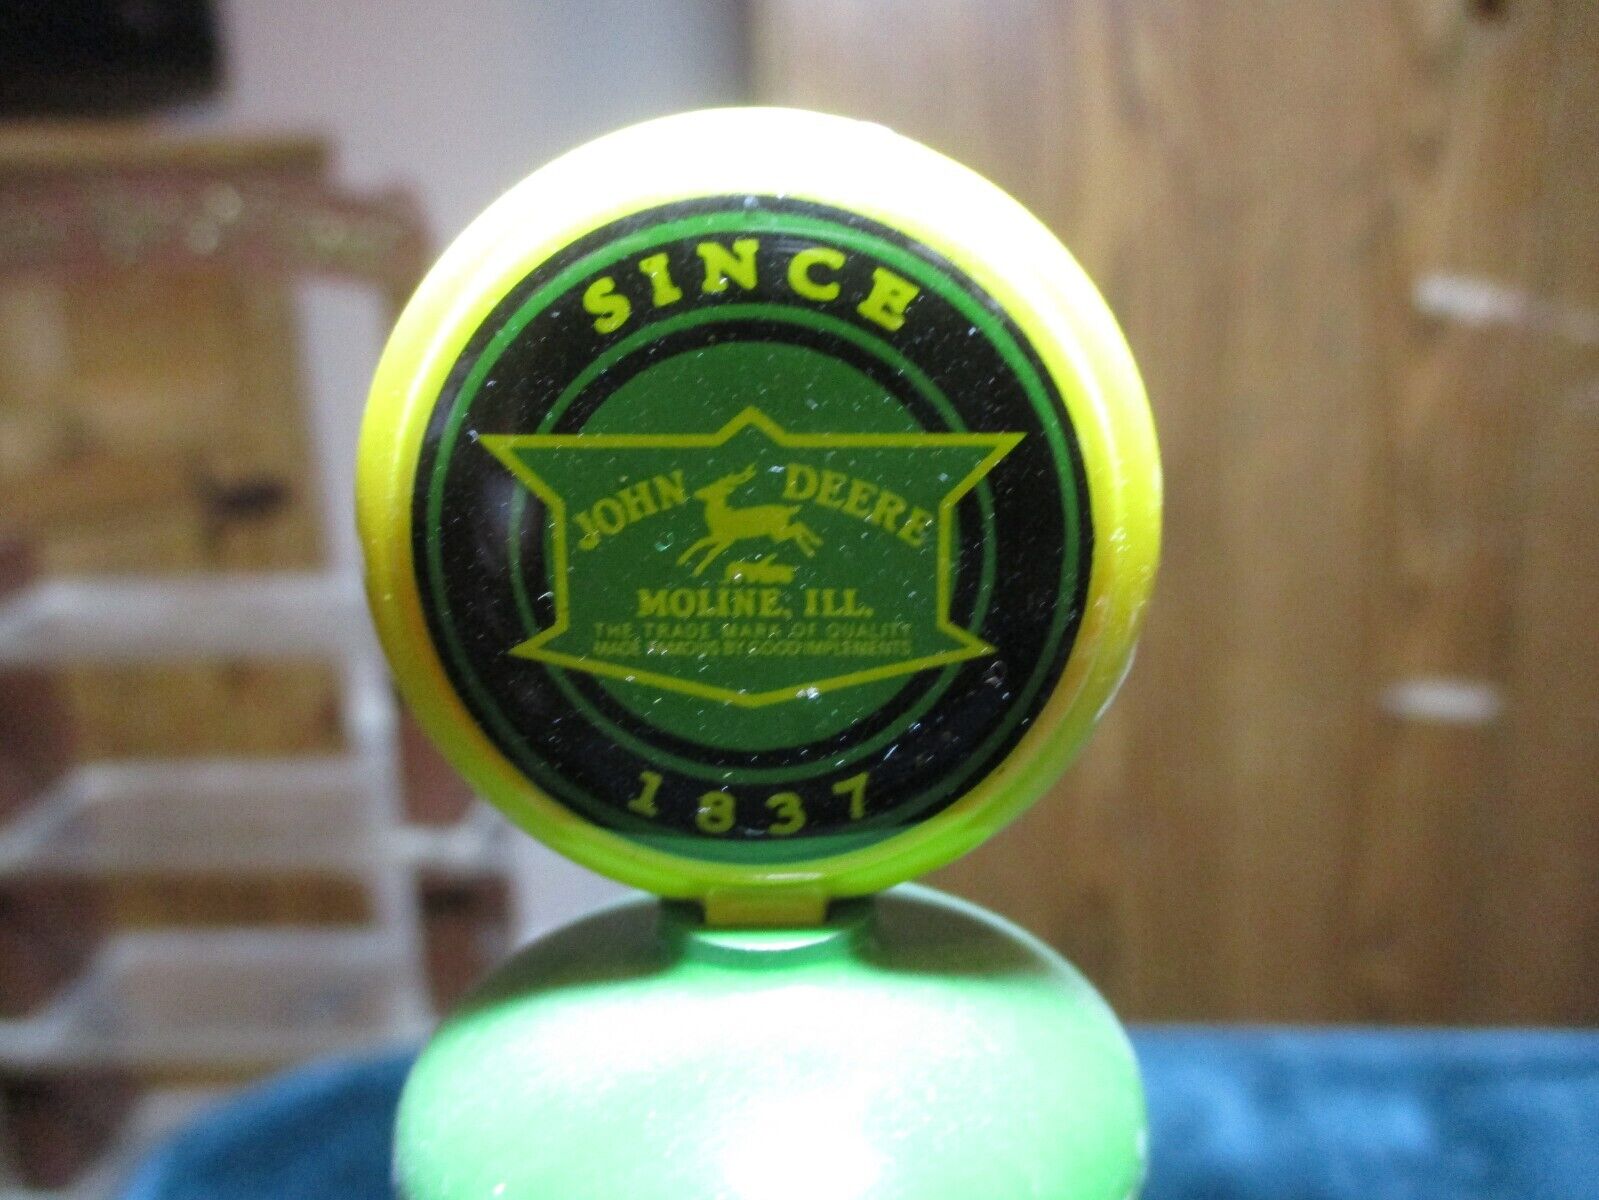 SINCE
JOHN DEERE
MOLINE, ILL.
THE TRADE MARK OF QUALITY
MADE FAMOUS BY GOOD IMPLEMENTS
1837